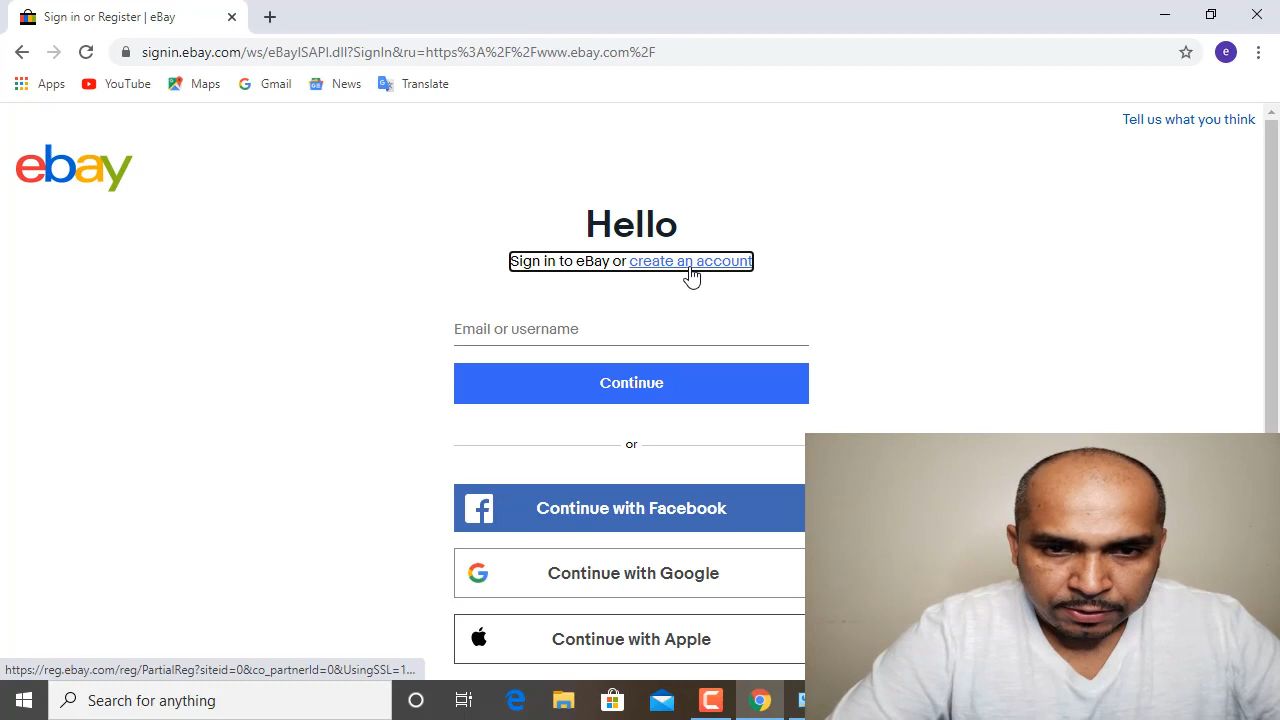 Sign in or Register | eBay
signin.ebay.com/ws/eBayISAPI.dll?SignIn&ru=https%3A%2F%2Fwww.ebay.com%2F
e
Apps YouTube Maps Gmail News Translate
Tell us what you think
ebay
Hello
Sign in to eBay or create an account
Email or username
Continue
or
Continue with Facebook
Continue with Google
Continue with Apple
https://reg.ebay.com/reg/PartialReg?siteid=0&co_partnerId=0&UsingSSL=1...
Search for anything